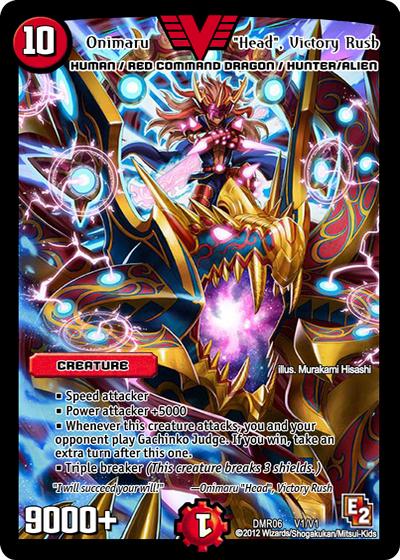 10
Onimaru "Head", Victory Rush
HUMAN / RED COMMAND DRAGON / HUNTER/ALIEN
illus. Murakami Hisashi
CREATURE
■ Speed attacker
■ Power attacker +5000
■ Whenever this creature attacks, you and your
opponent play Gachinko Judge. If you win, take an
extra turn after this one.
■ Triple breaker (This creature breaks 3 shields.)
"I will succeed your will!" —Onimaru "Head", Victory Rush
9000+
1
DMR06 V1/V1
©2012 Wizards/Shogakukan/Mitsui-Kids
E2